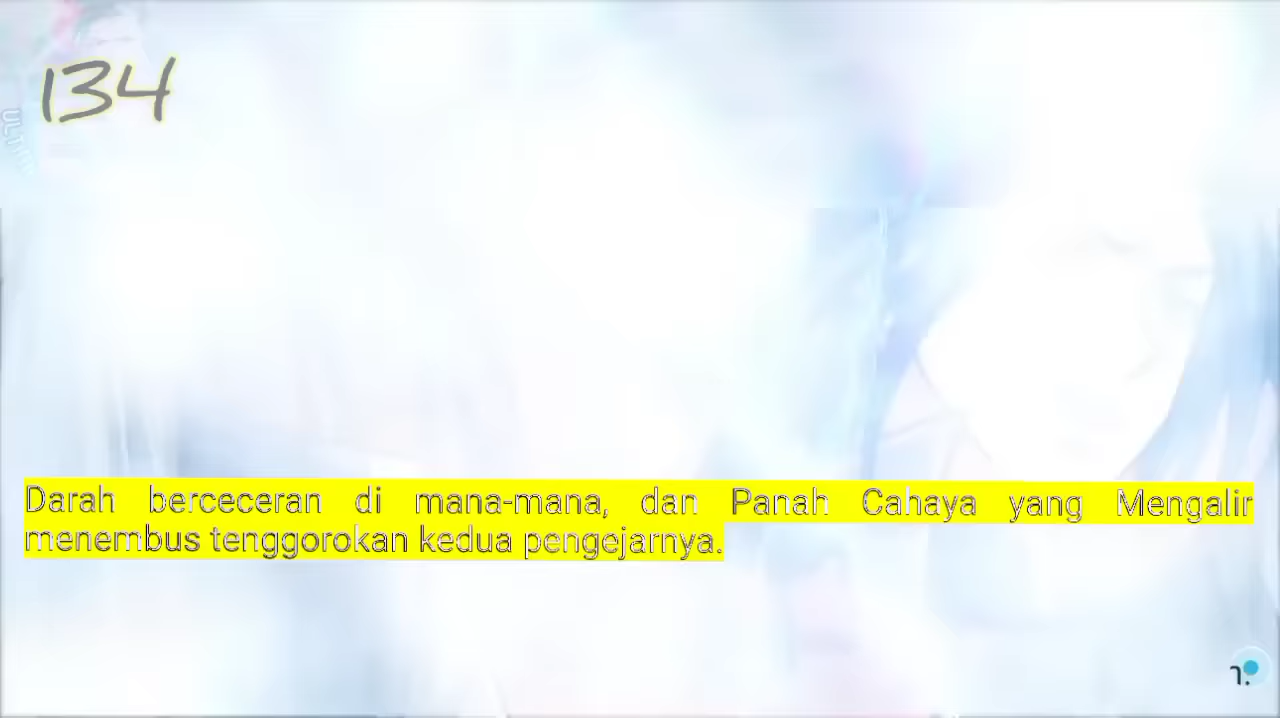 134
Darah berceceran di mana-mana, dan Panah Cahaya yang Mengalir
menembus tenggorokan kedua pengejarnya.